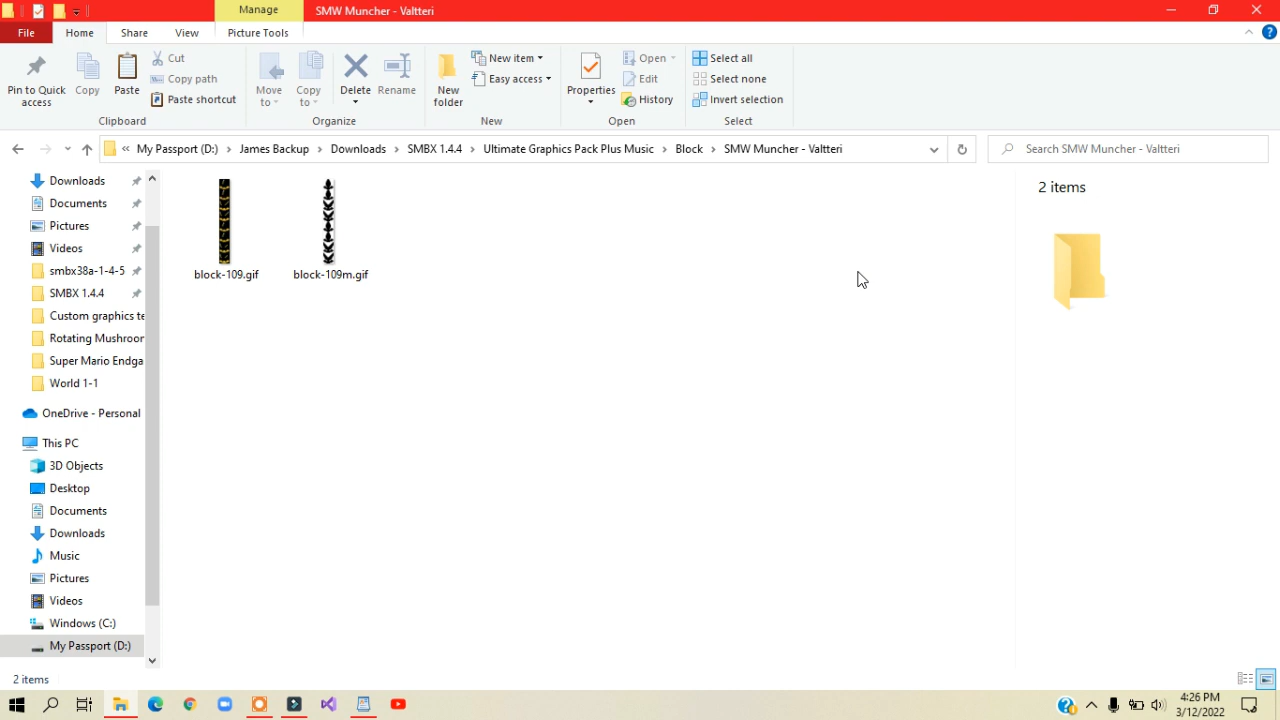 Manage
SMW Muncher - Valtteri
File
Home
Share
View
Picture Tools
Pin to Quick access
Copy
Paste
Cut
Copy path
Paste shortcut
Clipboard
Move to
Copy to
Delete
Rename
Organize
New folder
New item
Easy access
New
Properties
Open
Edit
History
Open
Select all
Select none
Invert selection
Select
« My Passport (D:) › James Backup › Downloads › SMBX 1.4.4 › Ultimate Graphics Pack Plus Music › Block › SMW Muncher - Valtteri
Search SMW Muncher - Valtteri
Downloads
Documents
Pictures
Videos
smbx38a-1-4-5
SMBX 1.4.4
Custom graphics te
Rotating Mushroon
Super Mario Endga
World 1-1
OneDrive - Personal
This PC
3D Objects
Desktop
Documents
Downloads
Music
Pictures
Videos
Windows (C:)
My Passport (D:)
block-109.gif
block-109m.gif
2 items
2 items
4:26 PM
3/12/2022